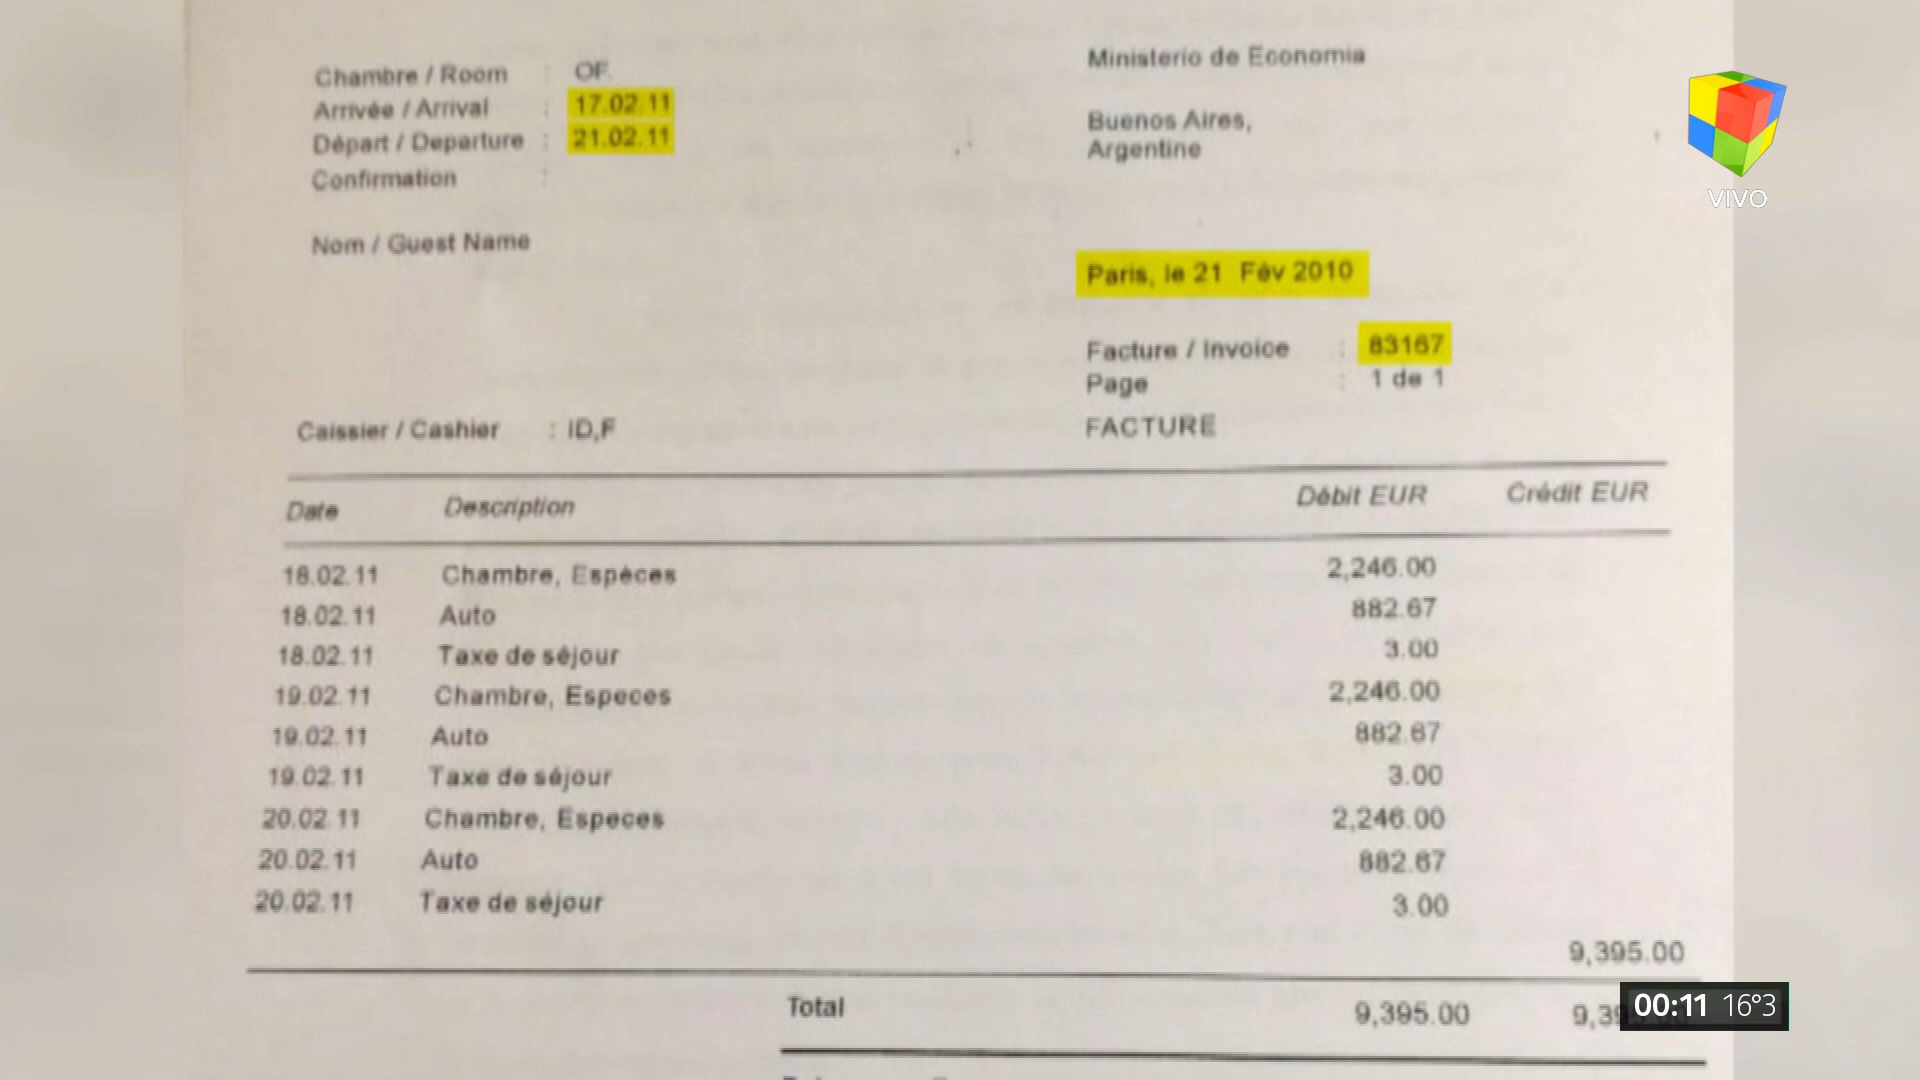 Chambre / Room : OF
Arrivée / Arrival : 17.02.11
Départ / Departure : 21.02.11
Confirmation :
Nom / Guest Name
Ministerio de Economia
Buenos Aires,
Argentine
VIVO
Paris, le 21 Fév 2010
Facture / Invoice : 83167
Page : 1 de 1
Caissier / Cashier : ID,F
FACTURE
Date Description Débit EUR Crédit EUR
18.02.11 Chambre, Espèces 2,246.00
18.02.11 Auto 882.67
18.02.11 Taxe de séjour 3.00
19.02.11 Chambre, Especes 2,246.00
19.02.11 Auto 882.67
19.02.11 Taxe de séjour 3.00
20.02.11 Chambre, Especes 2,246.00
20.02.11 Auto 882.67
20.02.11 Taxe de séjour 3.00
9,395.00
Total 9,395.00
00:11 16°3